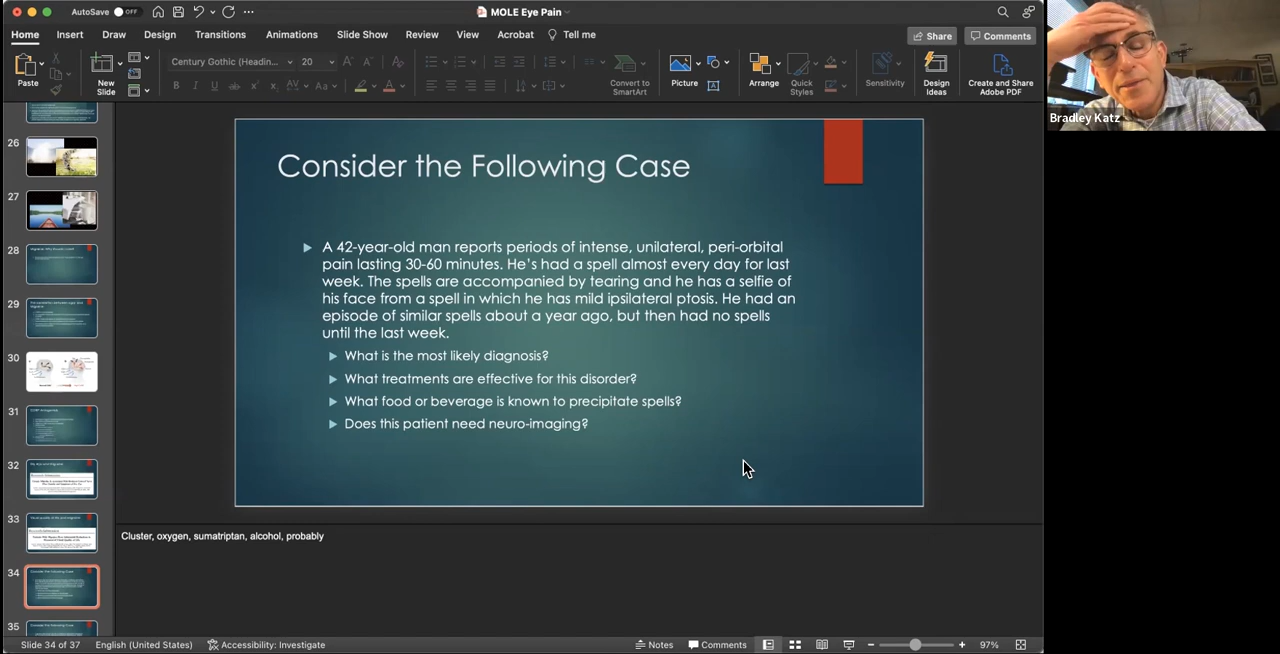 AutoSave OFF
MOLE Eye Pain
Home Insert Draw Design Transitions Animations Slide Show Review View Acrobat Tell me
Share Comments
Paste
New Slide
Century Gothic (Headin... 20
Convert to SmartArt
Picture
Arrange
Quick Styles
Sensitivity
Design Ideas
Create and Share Adobe PDF
Bradley Katz
26
27
28
29
30
31
32
33
34
35
Consider the Following Case
A 42-year-old man reports periods of intense, unilateral, peri-orbital
pain lasting 30-60 minutes. He's had a spell almost every day for last
week. The spells are accompanied by tearing and he has a selfie of
his face from a spell in which he has mild ipsilateral ptosis. He had an
episode of similar spells about a year ago, but then had no spells
until the last week.
What is the most likely diagnosis?
What treatments are effective for this disorder?
What food or beverage is known to precipitate spells?
Does this patient need neuro-imaging?
Cluster, oxygen, sumatriptan, alcohol, probably
Slide 34 of 37 English (United States) Accessibility: Investigate Notes Comments 97%